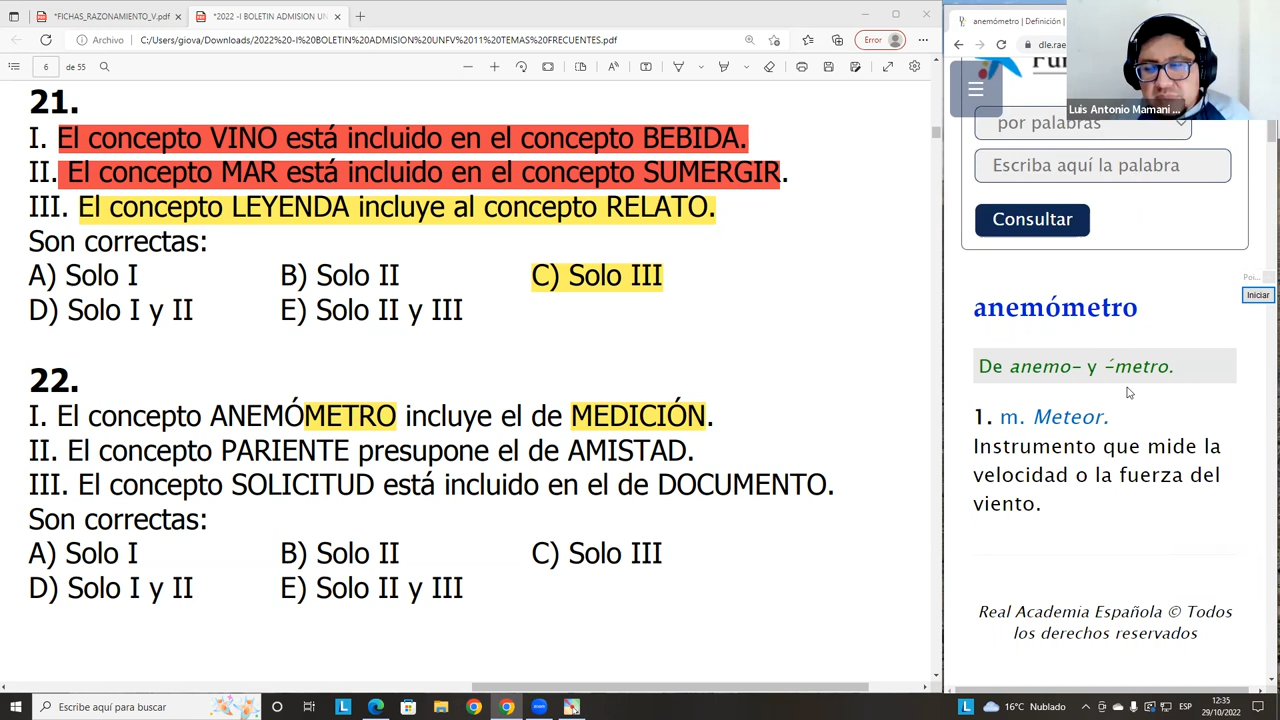 *FICHAS_RAZONAMIENTO_V.pdf
*2022 -I BOLETIN ADMISION UN
anemómetro | Definición |
Archivo
C:/Users/giova/Downloads/2022%20-I%20BOLETIN%20ADMISION%20UNFV%2011%20TEMAS%20FRECUENTES.pdf
Error
dle.rae
6 de 55
21.
I. El concepto VINO está incluido en el concepto BEBIDA.
II. El concepto MAR está incluido en el concepto SUMERGIR.
III. El concepto LEYENDA incluye al concepto RELATO.
Son correctas:
A) Solo I B) Solo II C) Solo III
D) Solo I y II E) Solo II y III
22.
I. El concepto ANEMÓMETRO incluye el de MEDICIÓN.
II. El concepto PARIENTE presupone el de AMISTAD.
III. El concepto SOLICITUD está incluido en el de DOCUMENTO.
Son correctas:
A) Solo I B) Solo II C) Solo III
D) Solo I y II E) Solo II y III
Luis Antonio Mamani ...
por palabras
Escriba aquí la palabra
Consultar
Poi...
Iniciar
anemómetro
De anemo- y -́metro.
1. m. Meteor.
Instrumento que mide la
velocidad o la fuerza del
viento.
Real Academia Española © Todos
los derechos reservados
Escribe aquí para buscar
16°C Nublado
ESP
12:35
29/10/2022